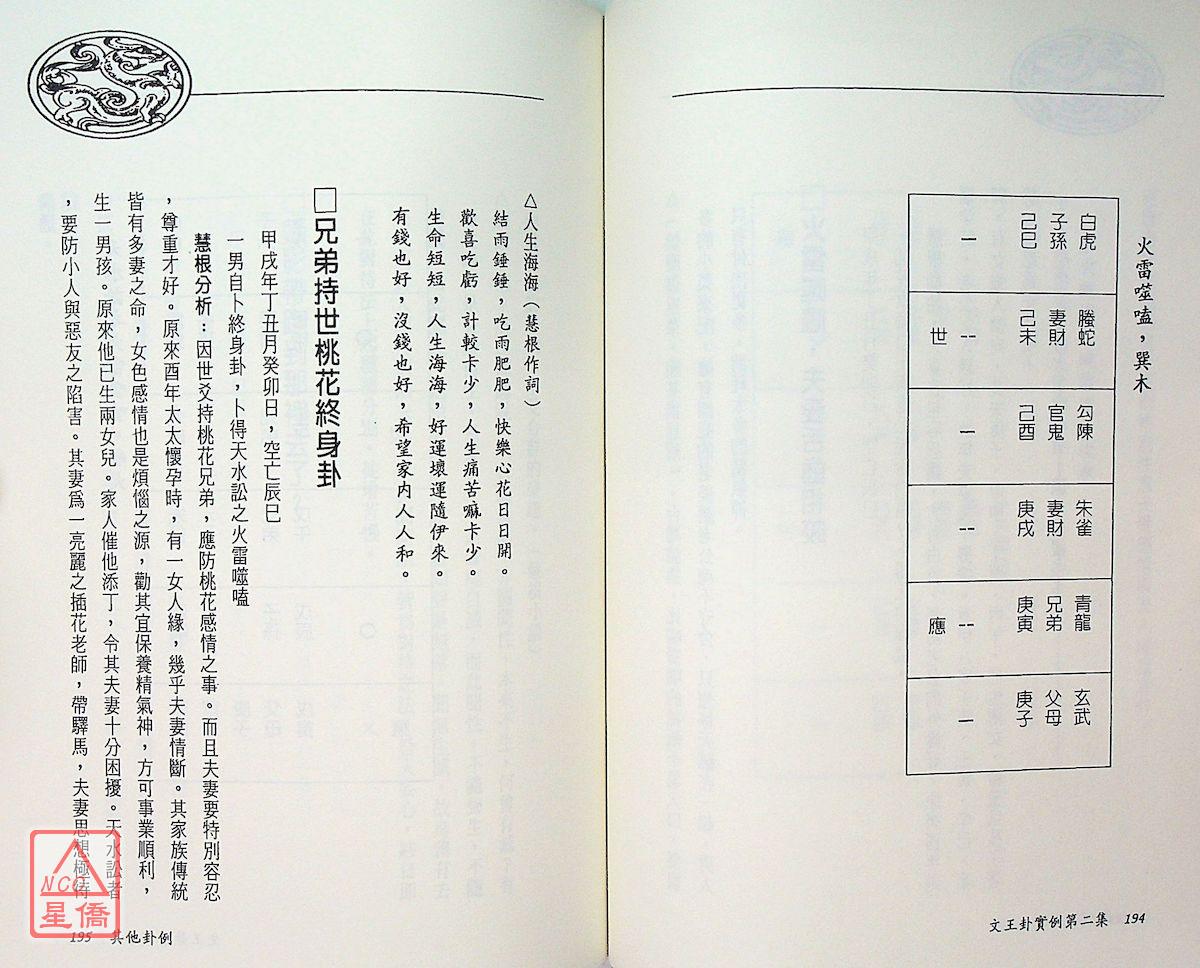 火雷噬嗑，巽木
白虎
子孫
己巳
螣蛇
妻財
己未
世
勾陳
官鬼
己酉
朱雀
妻財
庚戌
青龍
兄弟
庚寅
應
玄武
父母
庚子
文王卦實例第二集 194
△人生海海（慧根作詞）
結雨錘錘，吃雨肥肥，快樂心花日日開。
歡喜吃虧，計較卡少，人生痛苦嘛卡少。
生命短短，人生海海，好運壞運隨伊來。
有錢也好，沒錢也好，希望家內人人和。
□兄弟持世桃花終身卦
甲戌年丁丑月癸卯日，空亡辰巳
一男自卜終身卦，卜得天水訟之火雷噬嗑
慧根分析：因世爻持桃花兄弟，應防桃花感情之事。而且夫妻要特別容忍
，尊重才好。原來酉年太太懷孕時，有一女人緣，幾乎夫妻情斷。其家族傳統
皆有多妻之命，女色感情也是煩惱之源，勸其宜保養精氣神，方可事業順利，
生一男孩。原來他已生兩女兒。家人催他添丁，令其夫妻十分困擾。天水訟者
，要防小人與惡友之陷害。其妻爲一亮麗之插花老師，帶驛馬，夫妻思想極待
195 其他卦例
NCC
星僑